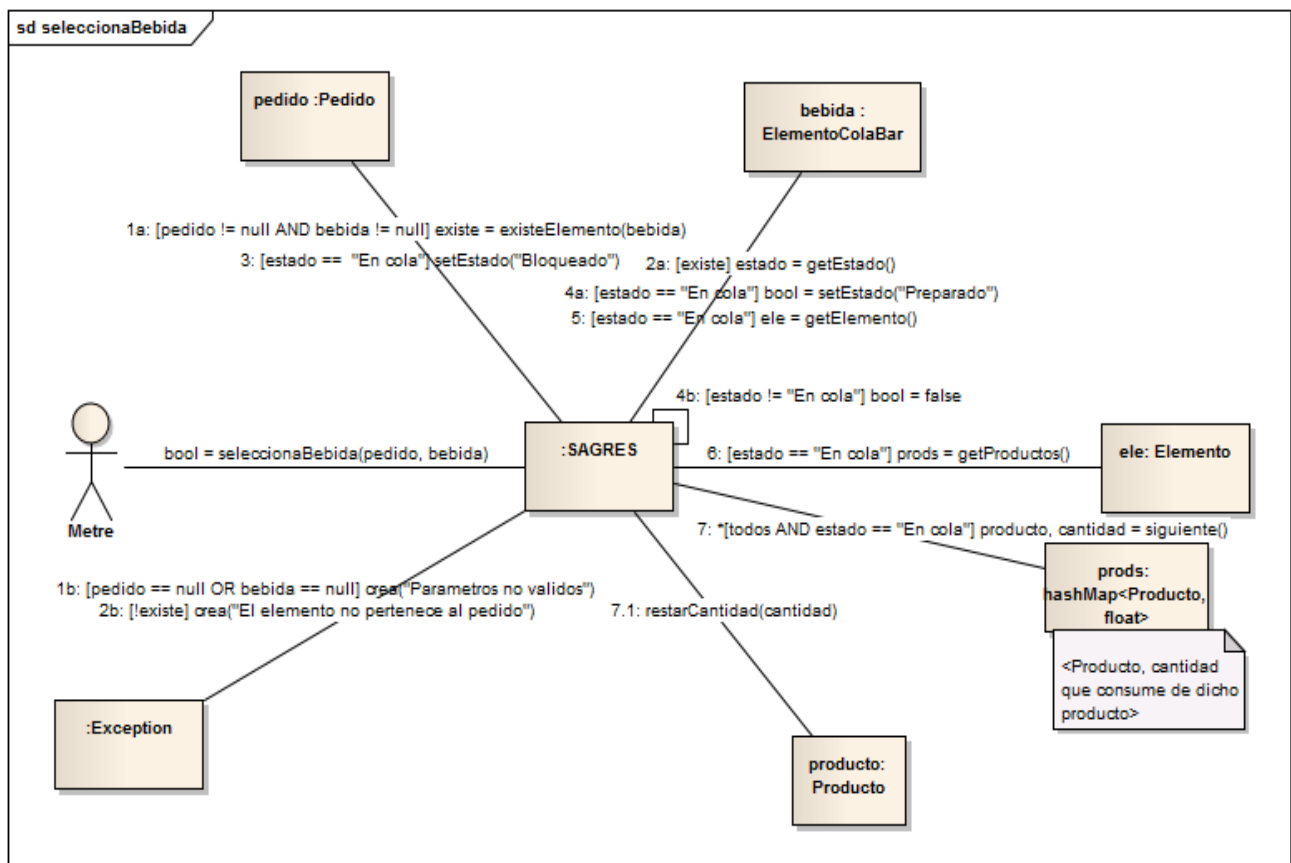 sd seleccionaBebida
pedido :Pedido
bebida :
ElementoColaBar
1a: [pedido != null AND bebida != null] existe = existeElemento(bebida)
3: [estado == "En cola"] setEstado("Bloqueado")
2a: [existe] estado = getEstado()
4a: [estado == "En cola"] bool = setEstado("Preparado")
5: [estado == "En cola"] ele = getElemento()
4b: [estado != "En cola"] bool = false
bool = seleccionaBebida(pedido, bebida)
:SAGRES
6: [estado == "En cola"] prods = getProductos()
ele: Elemento
Metre
7: *[todos AND estado == "En cola"] producto, cantidad = siguiente()
prods:
hashMap<Producto,
float>
1b: [pedido == null OR bebida == null] crea("Parametros no validos")
2b: [!existe] crea("El elemento no pertenece al pedido")
7.1: restarCantidad(cantidad)
<Producto, cantidad
que consume de dicho
producto>
:Exception
producto:
Producto